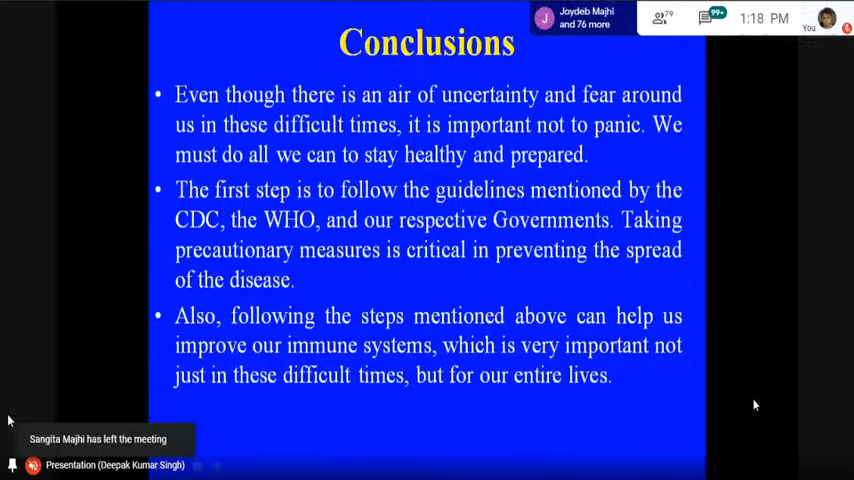 Joydeb Majhi
and 76 more
79
99+
1:18 PM
You
Conclusions
• Even though there is an air of uncertainty and fear around
us in these difficult times, it is important not to panic. We
must do all we can to stay healthy and prepared.
• The first step is to follow the guidelines mentioned by the
CDC, the WHO, and our respective Governments. Taking
precautionary measures is critical in preventing the spread
of the disease.
• Also, following the steps mentioned above can help us
improve our immune systems, which is very important not
just in these difficult times, but for our entire lives.
Sangita Majhi has left the meeting
Presentation (Deepak Kumar Singh)